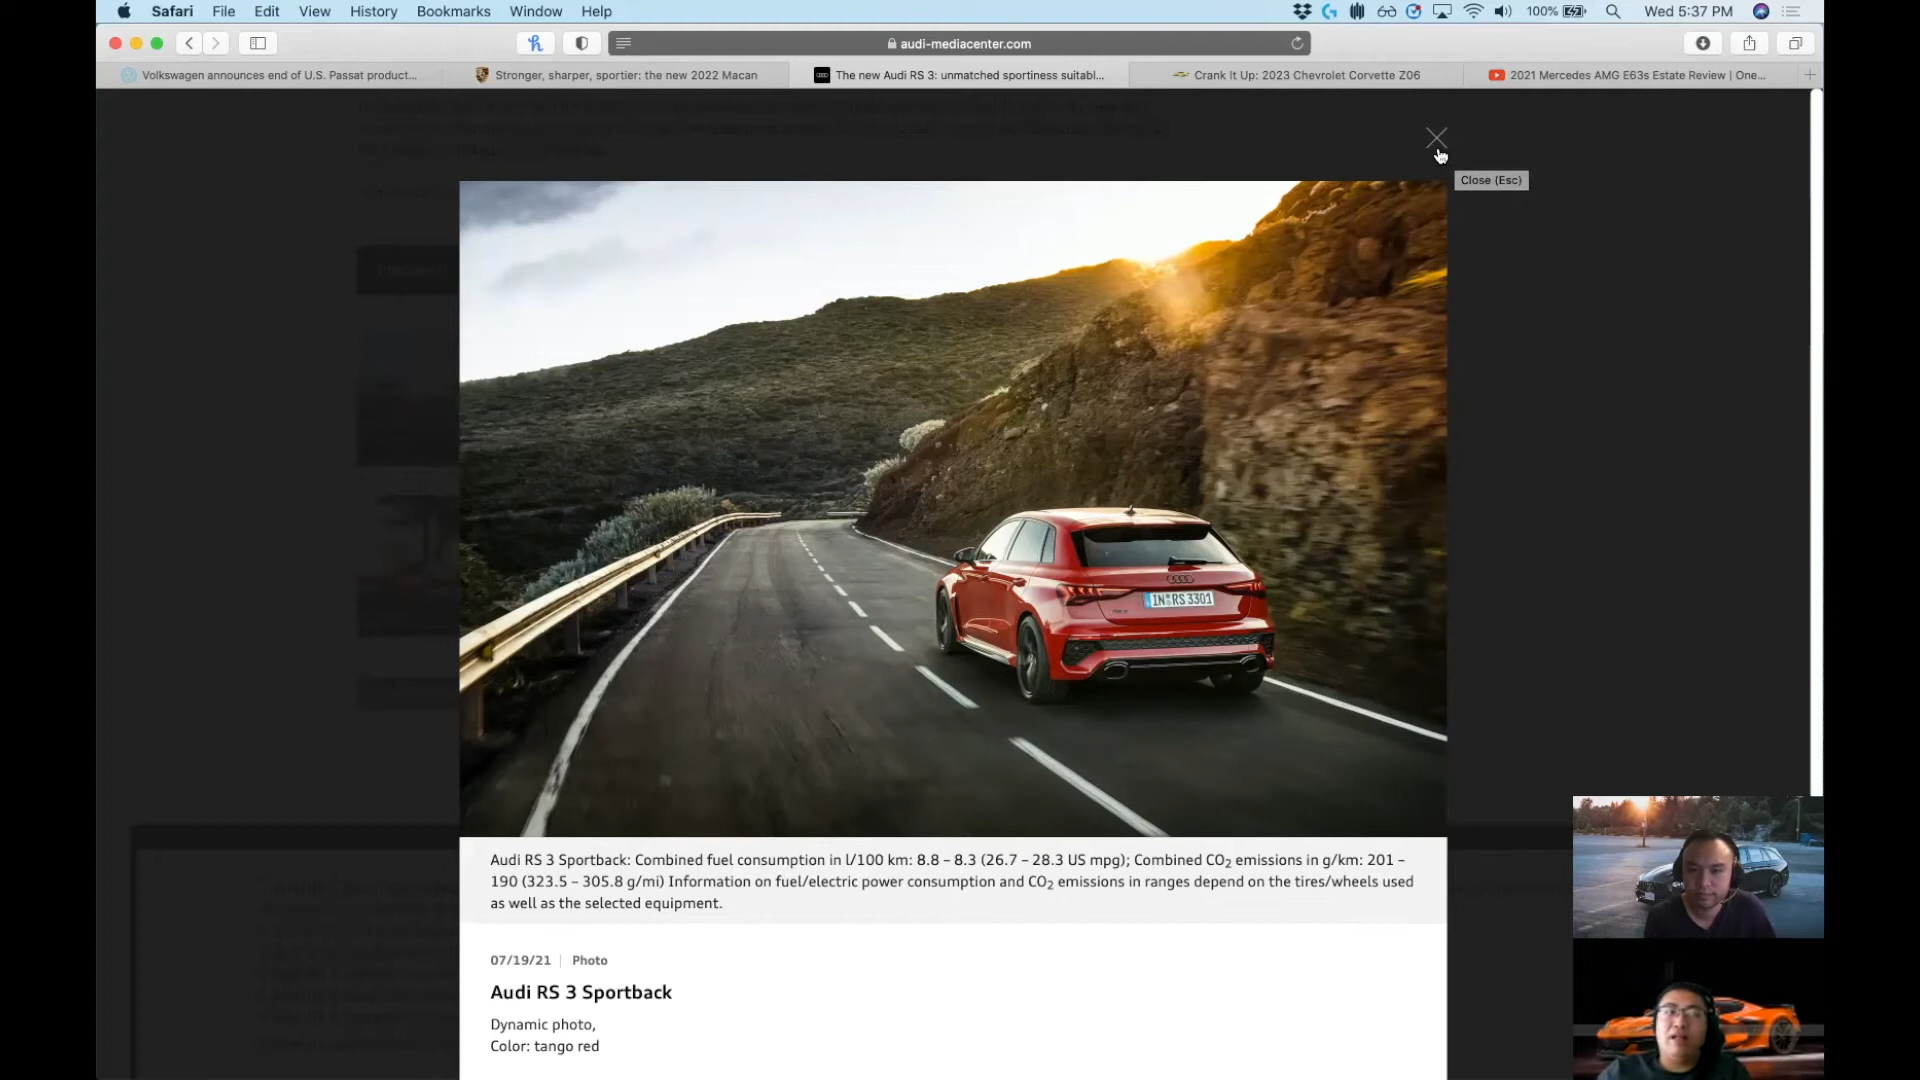 Safari File Edit View History Bookmarks Window Help 100% Wed 5:37 PM
audi-mediacenter.com
Volkswagen announces end of U.S. Passat product... Stronger, sharper, sportier: the new 2022 Macan The new Audi RS 3: unmatched sportiness suitabl... Crank It Up: 2023 Chevrolet Corvette Z06 2021 Mercedes AMG E63s Estate Review | One...
Close (Esc)
IN RS 3301
Audi RS 3 Sportback: Combined fuel consumption in l/100 km: 8.8 – 8.3 (26.7 – 28.3 US mpg); Combined CO₂ emissions in g/km: 201 –
190 (323.5 – 305.8 g/mi) Information on fuel/electric power consumption and CO₂ emissions in ranges depend on the tires/wheels used
as well as the selected equipment.
07/19/21 | Photo
Audi RS 3 Sportback
Dynamic photo,
Color: tango red